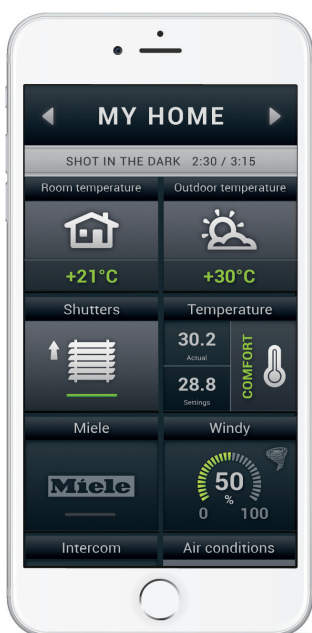 MY HOME
SHOT IN THE DARK 2:30 / 3:15
Room temperature
Outdoor temperature
+21°C
+30°C
Shutters
Temperature
30.2
Actual
28.8
Settings
COMFORT
Miele
Windy
Miele
50
%
0 100
Intercom
Air conditions